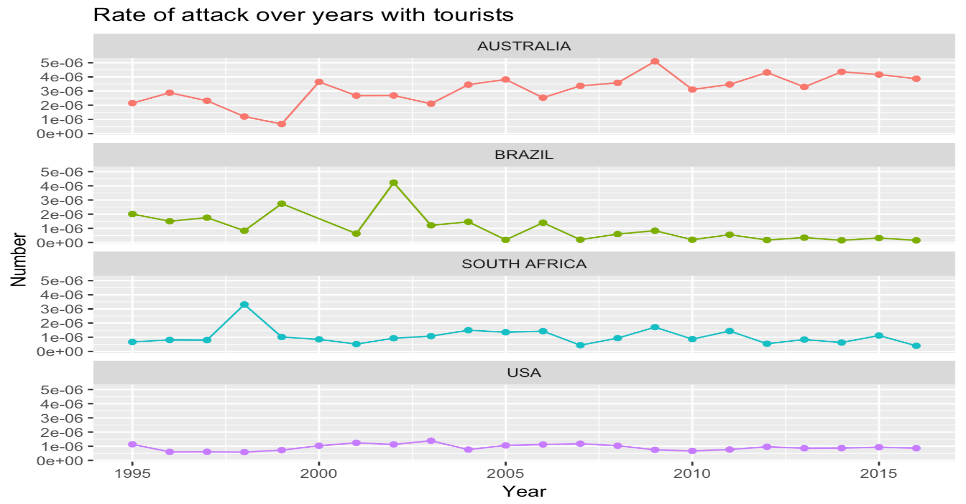 Rate of attack over years with tourists
AUSTRALIA
5e-06
4e-06
3e-06
2e-06
1e-06
0e+00
BRAZIL
5e-06
4e-06
3e-06
2e-06
1e-06
0e+00
SOUTH AFRICA
5e-06
4e-06
3e-06
2e-06
1e-06
0e+00
USA
5e-06
4e-06
3e-06
2e-06
1e-06
0e+00
Number
1995 2000 2005 2010 2015
Year